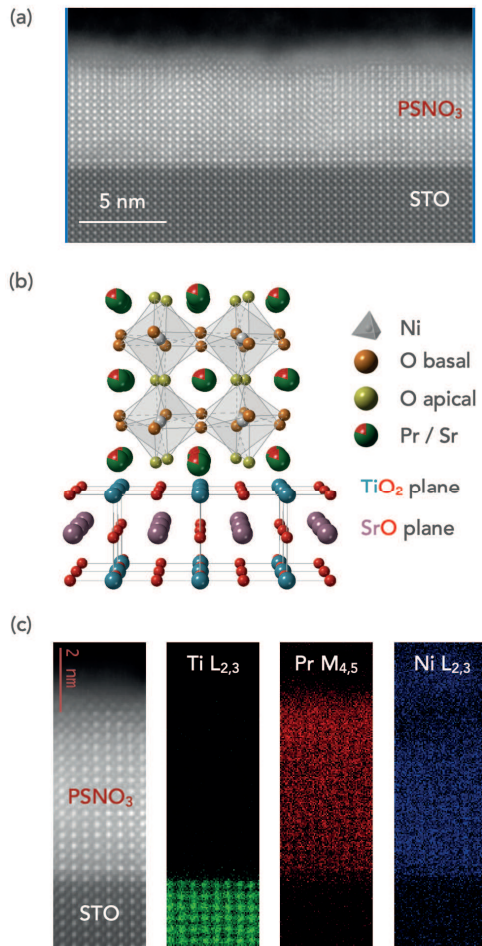 (a)
PSNO₃
STO
5 nm
(b)
Ni
O basal
O apical
Pr / Sr
TiO₂ plane
SrO plane
(c)
2 nm
Ti L₂,₃
Pr M₄,₅
Ni L₂,₃
PSNO₃
STO